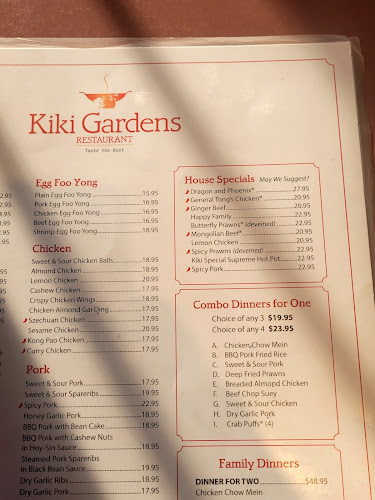 Kiki Gardens
RESTAURANT
Taste the Best
2.95
4.95
Egg Foo Yong
Plain Egg Foo Yong 15.95
Pork Egg Foo Yong 16.95
Chicken Egg Foo Yong 16.95
Beef Egg Foo Yong 16.95
Shrimp Egg Foo Yong 18.95
Chicken
Sweet & Sour Chicken Balls 18.95
Almond Chicken 18.95
Lemon Chicken 20.95
Cashew Chicken 17.95
Crispy Chicken Wings 18.95
Chicken Almond Gai Ding 17.95
Szechuan Chicken 17.95
Sesame Chicken 20.95
Kong Pao Chicken 17.95
Curry Chicken 17.95
Pork
Sweet & Sour Pork 17.95
Sweet & Sour Spareribs 17.95
Spicy Pork 22.95
Honey Garlic Pork 18.95
BBQ Pork with Bean Cake 18.95
BBQ Pork with Cashew Nuts
in Hoy-Sin Sauce 18.95
Steamed Pork Spareribs
in Black Bean Sauce 19.95
Dry Garlic Ribs 18.95
Dry Garlic Pork 17.95
House Specials May We Suggest?
Dragon and Phoenix* 27.95
General Tong's Chicken* 20.95
Ginger Beef 20.95
Happy Family 22.95
Butterfly Prawns* (deveined) 22.95
Mongolian Beef* 20.95
Lemon Chicken 20.95
Spicy Prawns (deveined) 22.95
Kiki Special Supreme Hot Pot 22.95
Spicy Pork 22.95
Combo Dinners for One
Choice of any 3 $19.95
Choice of any 4 $23.95
A. Chicken Chow Mein
B. BBQ Pork Fried Rice
C. Sweet & Sour Pork
D. Deep Fried Prawns
E. Breaded Almond Chicken
F. Beef Chop Suey
G. Sweet & Sour Chicken
H. Dry Garlic Pork
I. Crab Puffs* (4)
Family Dinners
DINNER FOR TWO $48.95
Chicken Chow Mein